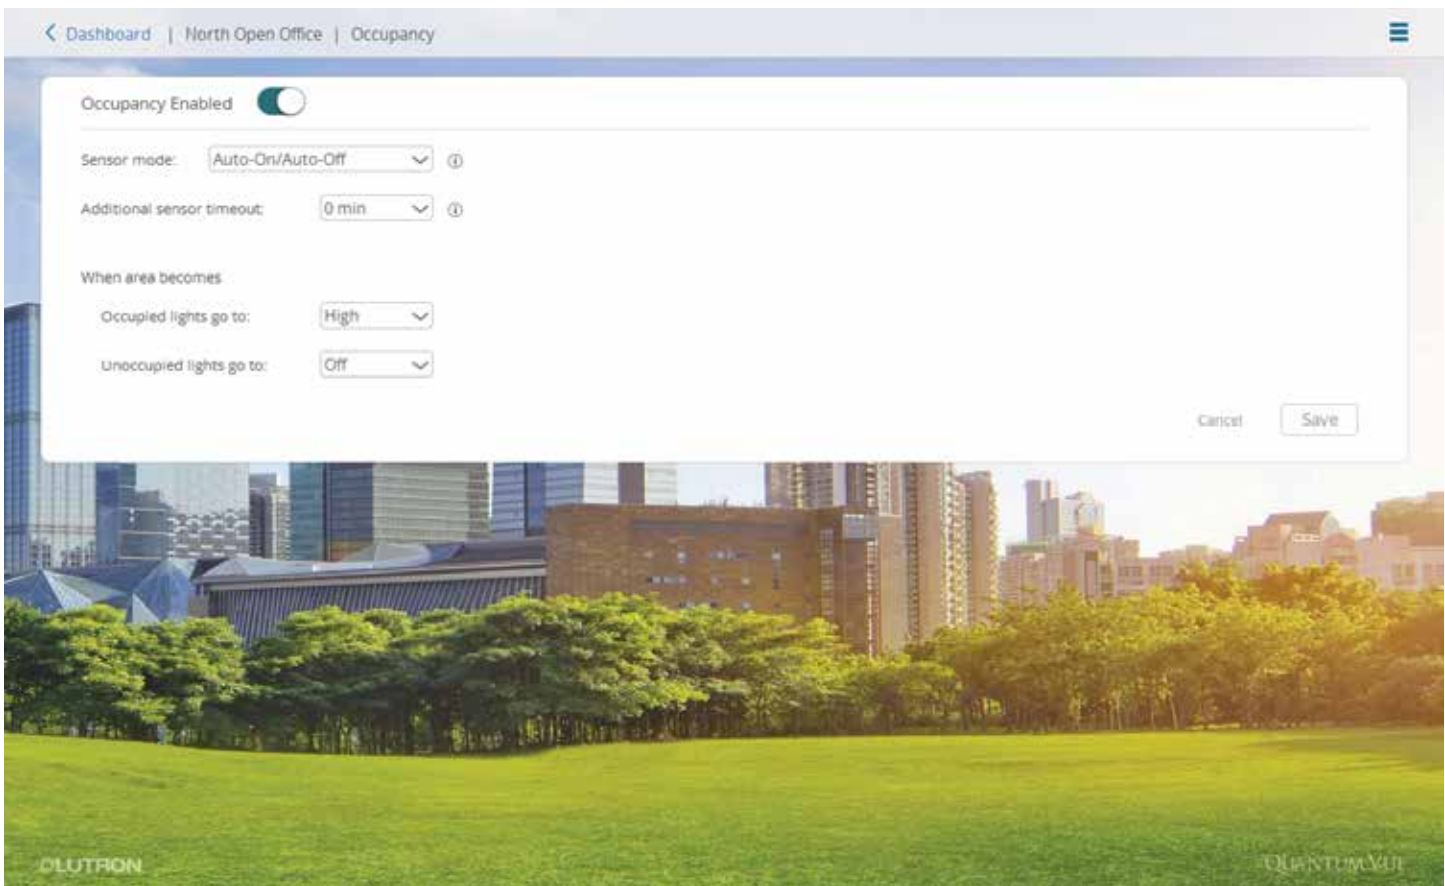 Dashboard | North Open Office | Occupancy
Occupancy Enabled
Sensor mode: Auto-On/Auto-Off
Additional sensor timeout: 0 min
When area becomes
Occupied lights go to: High
Unoccupied lights go to: Off
Cancel Save
LUTRON QUANTUM VUE